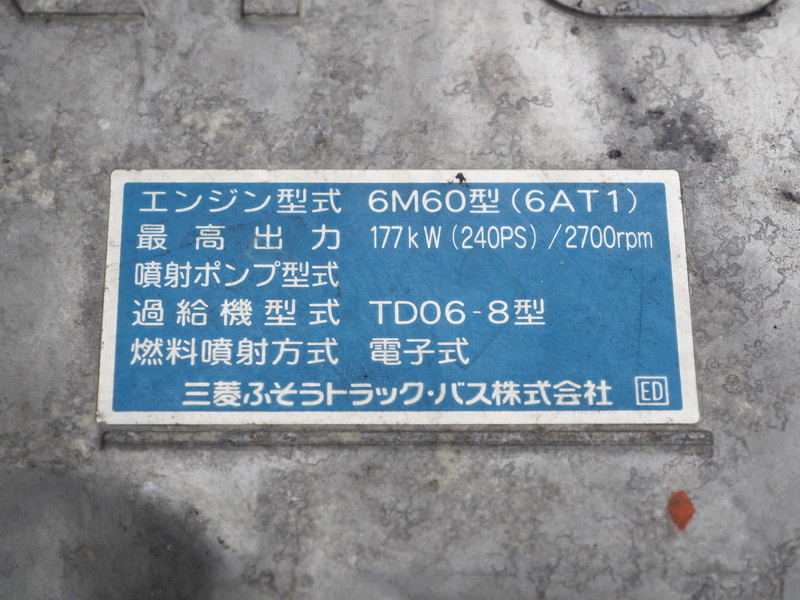 エンジン型式 6M60型(6AT1)
最高出力 177kW(240PS)/2700rpm
噴射ポンプ型式
過給機型式 TD06-8型
燃料噴射方式 電子式
三菱ふそうトラック・バス株式会社 ED